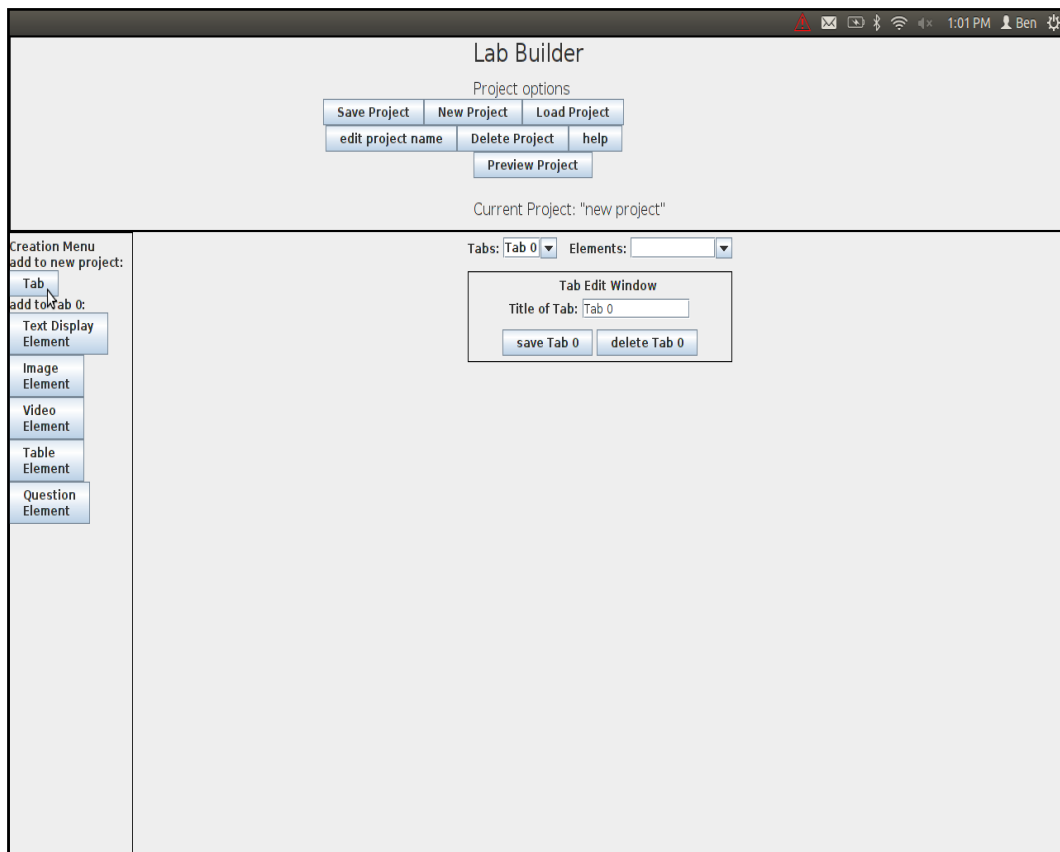 1:01 PM Ben
Lab Builder
Project options
Save Project New Project Load Project
edit project name Delete Project help
Preview Project
Current Project: "new project"
Creation Menu
add to new project:
Tab
add to Tab 0:
Text Display
Element
Image
Element
Video
Element
Table
Element
Question
Element
Tabs: Tab 0 Elements:
Tab Edit Window
Title of Tab: Tab 0
save Tab 0 delete Tab 0